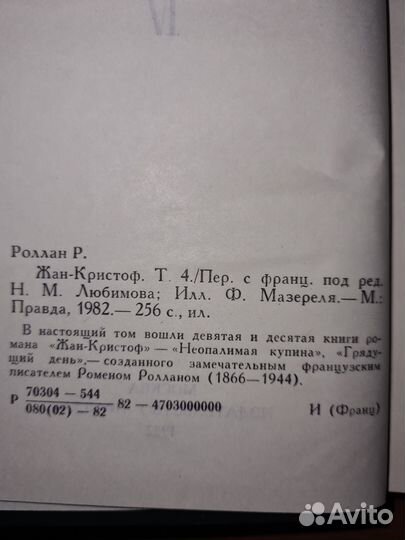 IV
Роллан Р.
Жан-Кристоф. Т. 4./Пер. с франц. под ред.
Н. М. Любимова; Илл. Ф. Мазереля.— М.:
Правда, 1982.— 256 с., ил.
В настоящий том вошли девятая и десятая книги ро-
мана «Жан-Кристоф» — «Неопалимая купина», «Гряду-
щий день»,— созданного замечательным французским
писателем Роменом Ролланом (1866—1944).
Р 70304 — 544 / 080(02) — 82 82 — 4703000000 И (Франц)
1982
Avito